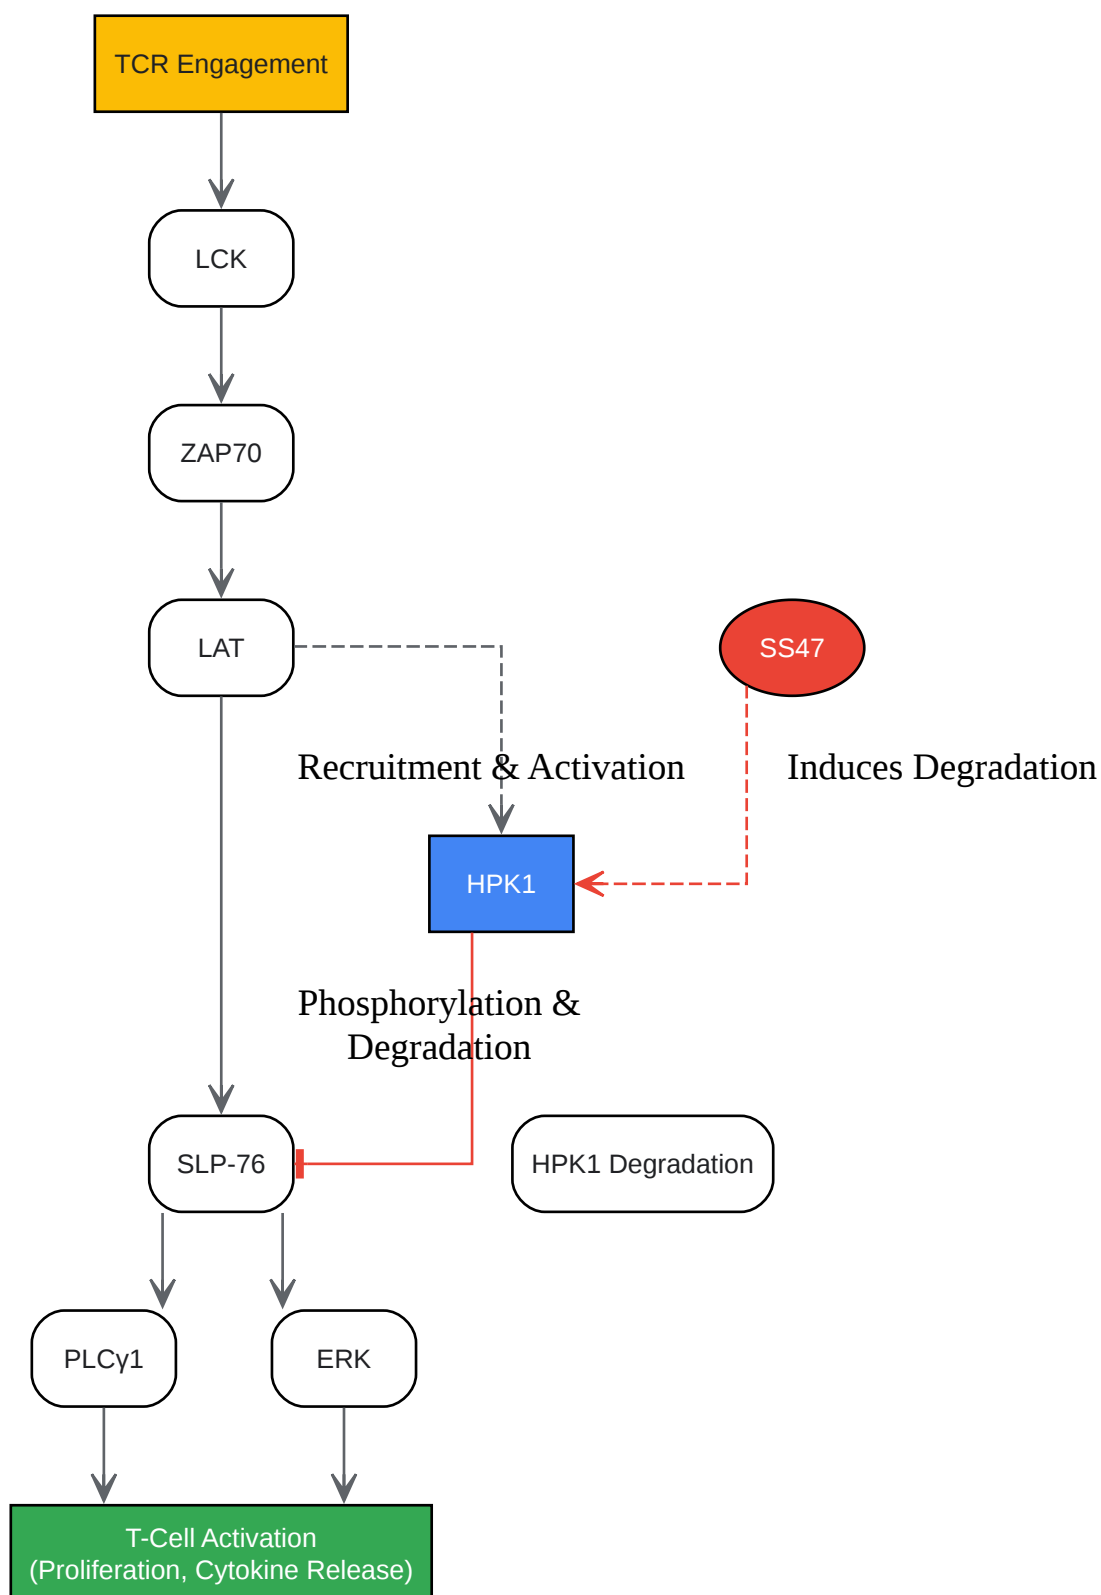 TCR Engagement
LCK
ZAP70
LAT
SS47
Recruitment & Activation
Induces Degradation
HPK1
Phosphorylation &
Degradation
SLP-76
HPK1 Degradation
PLCγ1
ERK
T-Cell Activation
(Proliferation, Cytokine Release)